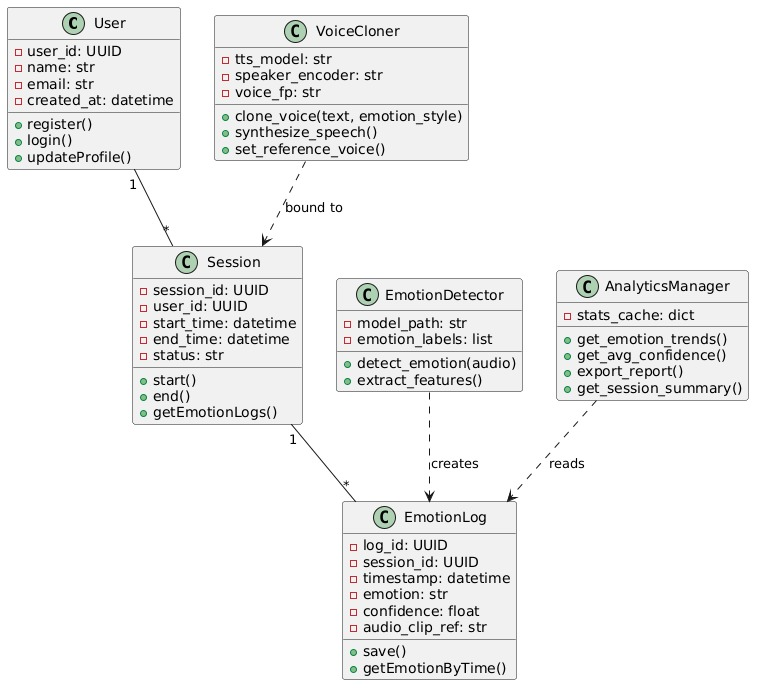 C User
user_id: UUID
name: str
email: str
created_at: datetime
register()
login()
updateProfile()
C VoiceCloner
tts_model: str
speaker_encoder: str
voice_fp: str
clone_voice(text, emotion_style)
synthesize_speech()
set_reference_voice()
1
*
bound to
C Session
session_id: UUID
user_id: UUID
start_time: datetime
end_time: datetime
status: str
start()
end()
getEmotionLogs()
C EmotionDetector
model_path: str
emotion_labels: list
detect_emotion(audio)
extract_features()
C AnalyticsManager
stats_cache: dict
get_emotion_trends()
get_avg_confidence()
export_report()
get_session_summary()
1
*
creates
reads
C EmotionLog
log_id: UUID
session_id: UUID
timestamp: datetime
emotion: str
confidence: float
audio_clip_ref: str
save()
getEmotionByTime()